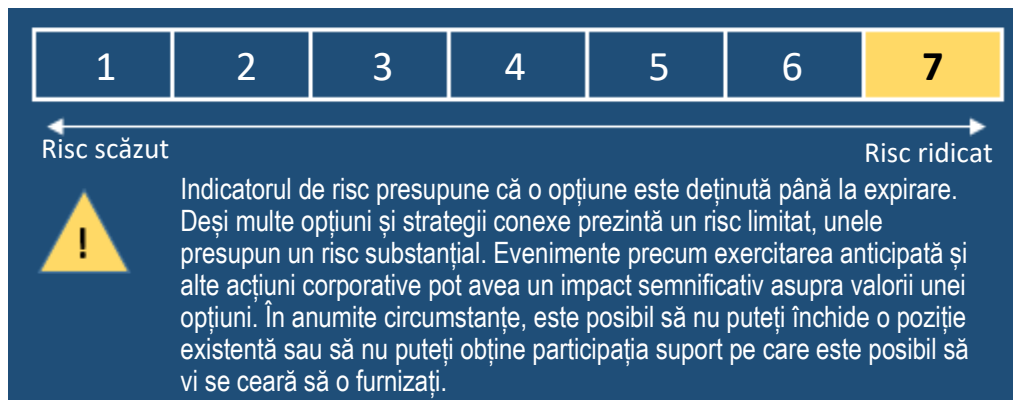 1 2 3 4 5 6 7
Risc scăzut Risc ridicat
Indicatorul de risc presupune că o opțiune este deținută până la expirare.
Deși multe opțiuni și strategii conexe prezintă un risc limitat, unele
presupun un risc substanțial. Evenimente precum exercitarea anticipată și
alte acțiuni corporative pot avea un impact semnificativ asupra valorii unei
opțiuni. În anumite circumstanțe, este posibil să nu puteți închide o poziție
existentă sau să nu puteți obține participația suport pe care este posibil să
vi se ceară să o furnizați.
!